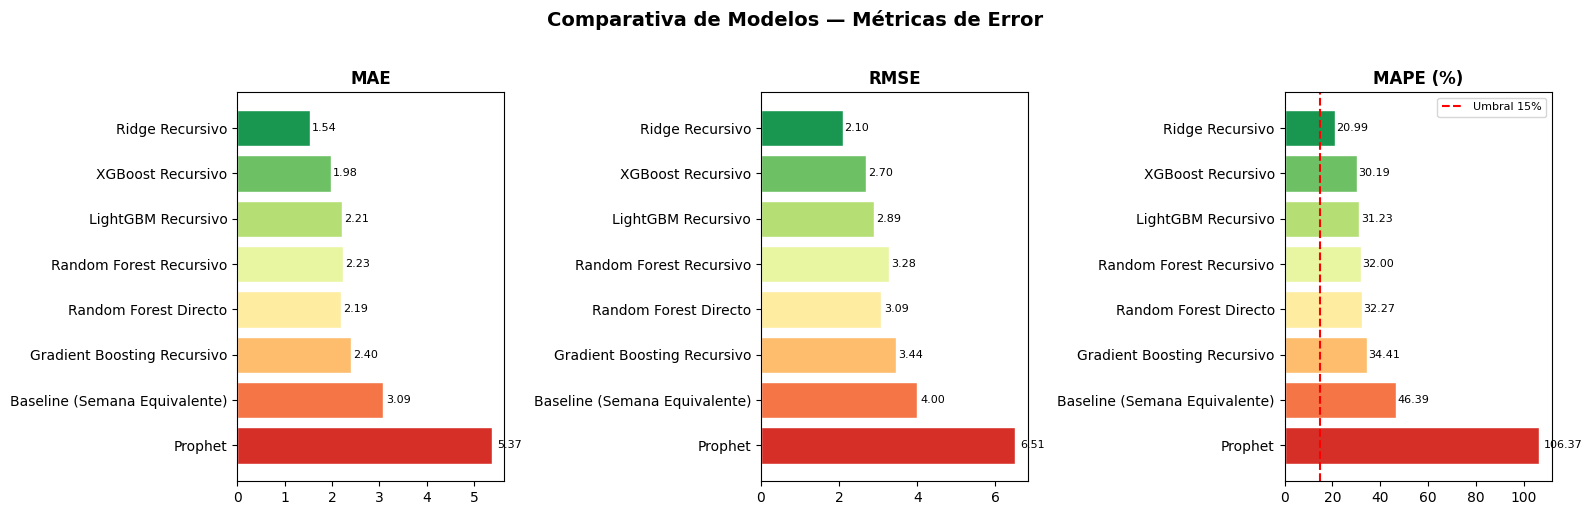 Comparativa de Modelos — Métricas de Error
MAE
Ridge Recursivo 1.54
XGBoost Recursivo 1.98
LightGBM Recursivo 2.21
Random Forest Recursivo 2.23
Random Forest Directo 2.19
Gradient Boosting Recursivo 2.40
Baseline (Semana Equivalente) 3.09
Prophet 5.37
0 1 2 3 4 5
RMSE
Ridge Recursivo 2.10
XGBoost Recursivo 2.70
LightGBM Recursivo 2.89
Random Forest Recursivo 3.28
Random Forest Directo 3.09
Gradient Boosting Recursivo 3.44
Baseline (Semana Equivalente) 4.00
Prophet 6.51
0 2 4 6
MAPE (%)
Umbral 15%
Ridge Recursivo 20.99
XGBoost Recursivo 30.19
LightGBM Recursivo 31.23
Random Forest Recursivo 32.00
Random Forest Directo 32.27
Gradient Boosting Recursivo 34.41
Baseline (Semana Equivalente) 46.39
Prophet 106.37
0 20 40 60 80 100